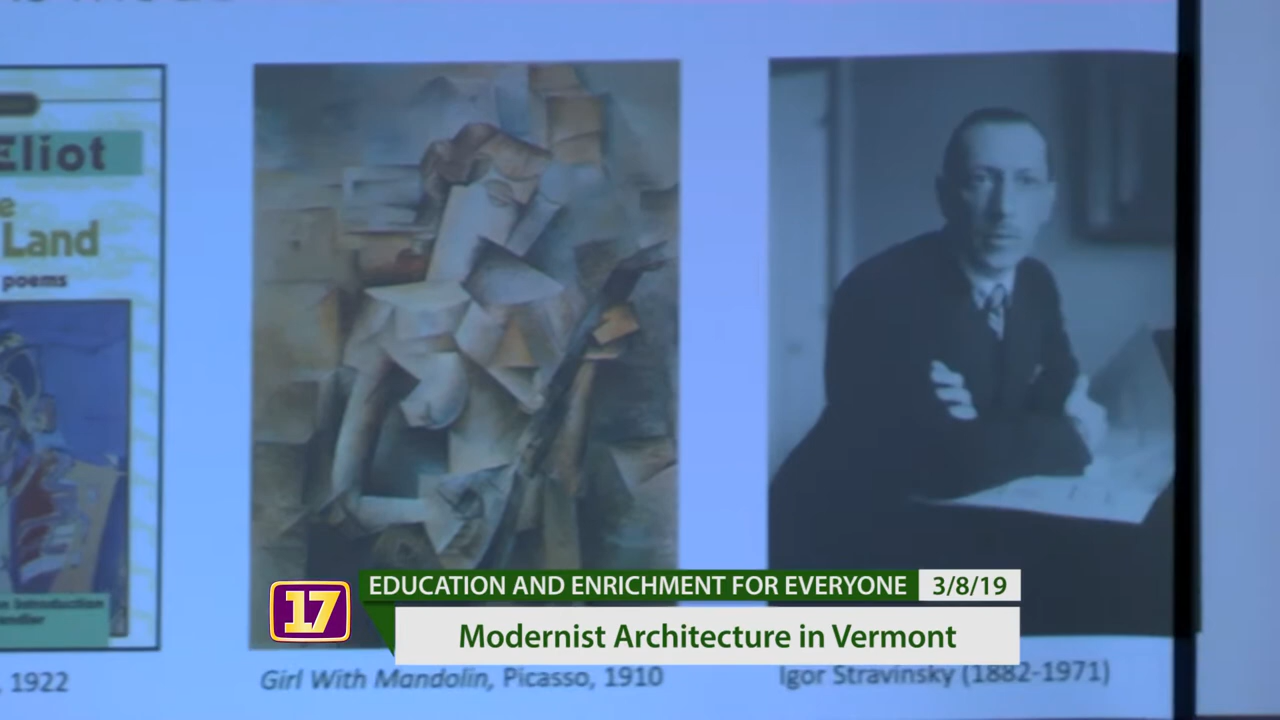 Eliot
Land
poems
17
EDUCATION AND ENRICHMENT FOR EVERYONE
3/8/19
Modernist Architecture in Vermont
, 1922
Girl With Mandolin, Picasso, 1910
Igor Stravinsky (1882-1971)